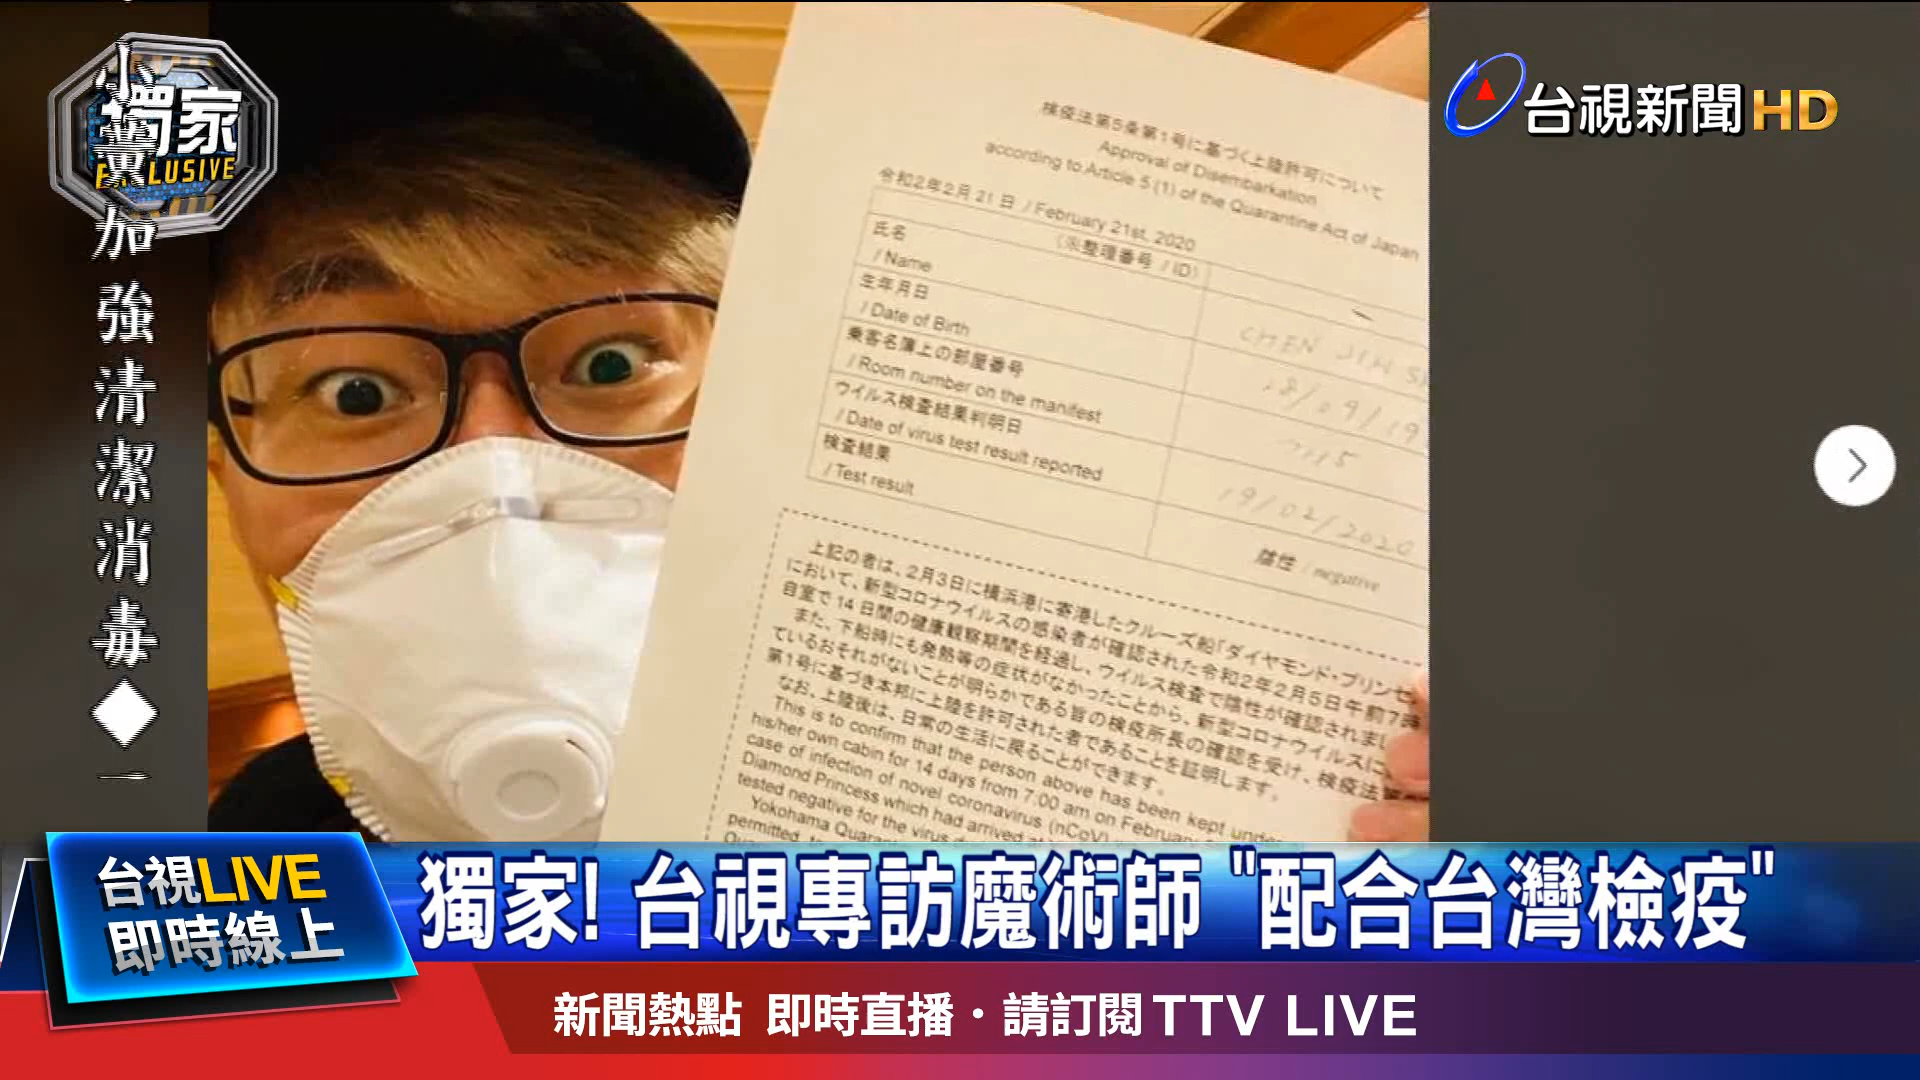 獨家
EXCLUSIVE
小黃加強清潔消毒◆一
台視新聞HD
検疫法第5条第1号に基づく上陸許可について
Approval of Disembarkation
according to Article 5 (1) of the Quarantine Act of Japan
令和2年2月21日 / February 21st, 2020
(※整理番号 / ID)
氏名
/ Name
CHEN
生年月日
/ Date of Birth
28/09/19
乗客名簿上の部屋番号
/ Room number on the manifest
ウイルス検査結果判明日
/ Date of virus test result reported
19/02/2020
検査結果
/ Test result
陰性 / negative
上記の者は、2月3日に横浜港に寄港したクルーズ船「ダイヤモンド・プリンセ
において、新型コロナウイルスの感染者が確認された令和2年2月5日午前7時
自室で14日間の健康観察期間を経過し、ウイルス検査で陰性が確認されまし
また、下船時にも発熱等の症状がなかったことから、新型コロナウイルスに
ているおそれがないことが明らかである旨の検疫所長の確認を受け、検疫法第
第1号に基づき本邦に上陸を許可された者であることを証明します。
なお、上陸後は、日常の生活に戻ることができます。
This is to confirm that the person above has been kept under
his/her own cabin for 14 days from 7:00 am on February
case of infection of novel coronavirus (nCoV)
Diamond Princess which had arrived at
tested negative for the virus
Yokohama Quaran
permitted, to
台視LIVE
即時線上
獨家! 台視專訪魔術師 "配合台灣檢疫"
新聞熱點 即時直播・請訂閱TTV LIVE